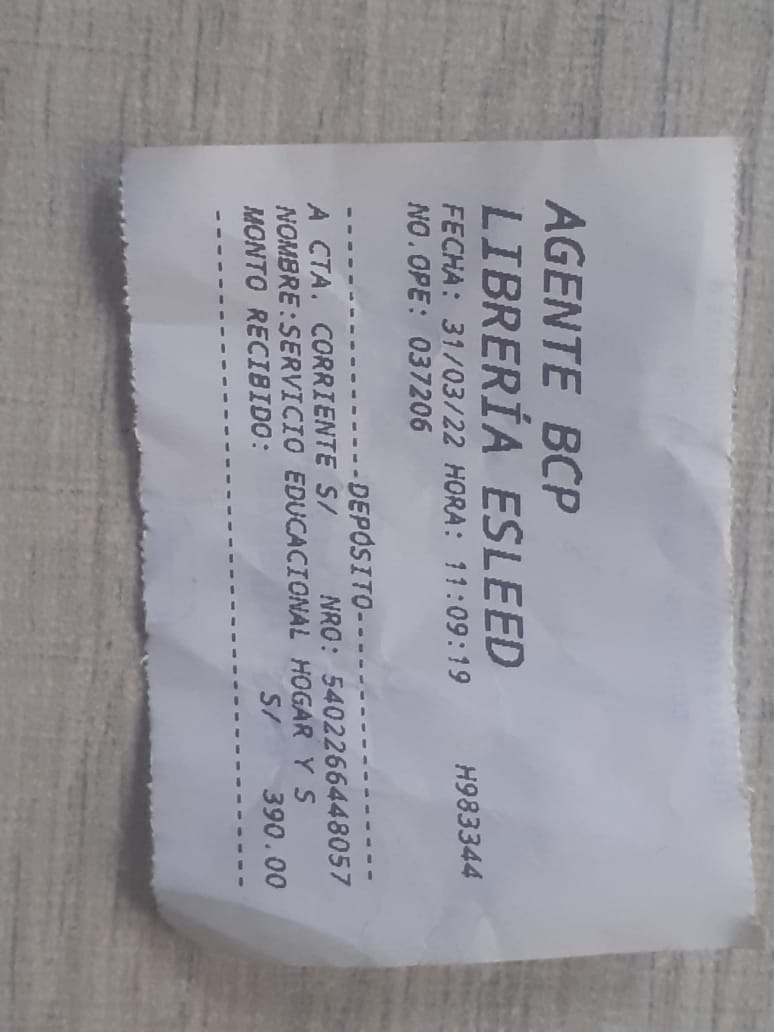 AGENTE BCP
LIBRERÍA ESLEED
FECHA: 31/03/22 HORA: 11:09:19 H983344
NO.OPE: 037206
--------------DEPÓSITO--------------
A CTA. CORRIENTE S/ NRO: 5402266448057
NOMBRE:SERVICIO EDUCACIONAL HOGAR Y S
MONTO RECIBIDO: S/ 390.00
------------------------------------